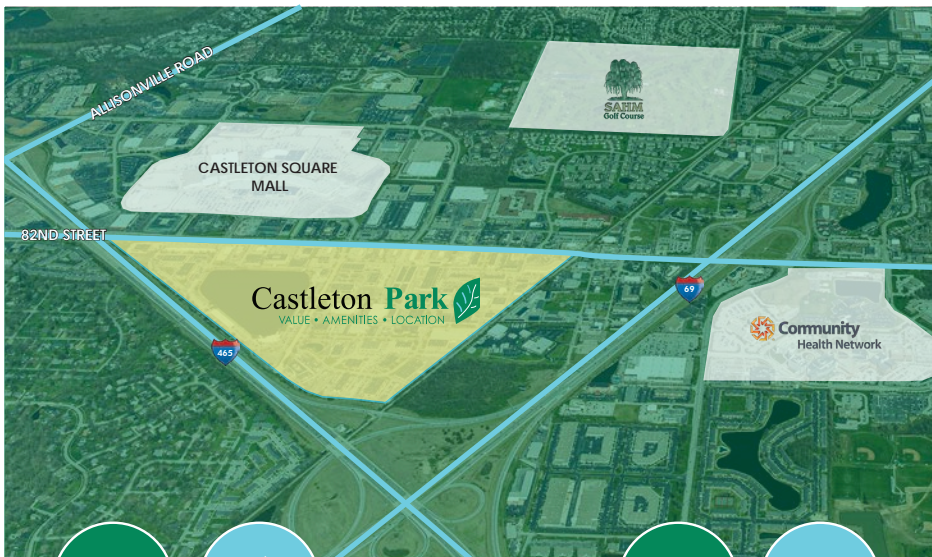 ALLISONVILLE ROAD
SAHM
Golf Course
CASTLETON SQUARE
MALL
82ND STREET
Castleton Park
VALUE • AMENITIES • LOCATION
69
Community
Health Network
465